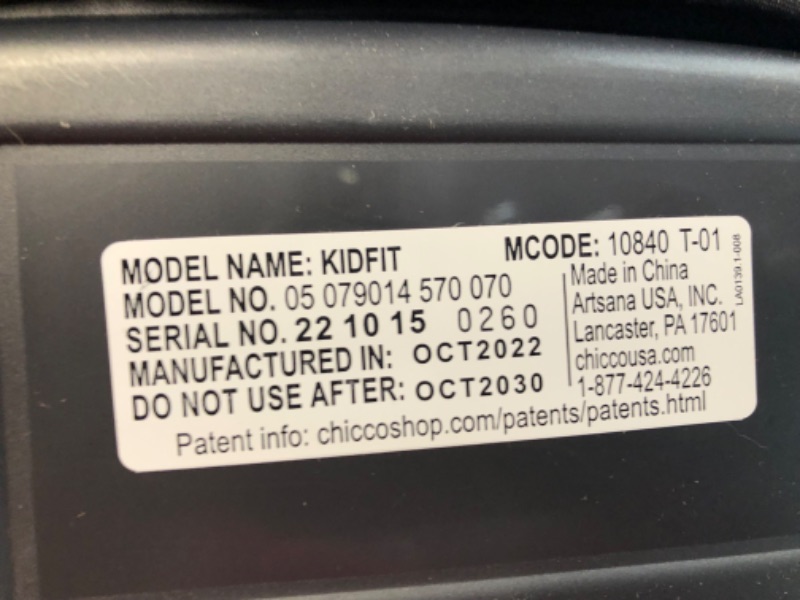 MODEL NAME: KIDFIT MCODE: 10840 T-01
MODEL NO. 05 079014 570 070
SERIAL NO. 22 10 15 0260
MANUFACTURED IN: OCT2022
DO NOT USE AFTER: OCT2030
Made in China
Artsana USA, INC.
Lancaster, PA 17601
chiccousa.com
1-877-424-4226
Patent info: chiccoshop.com/patents/patents.html
LA0139.1-008